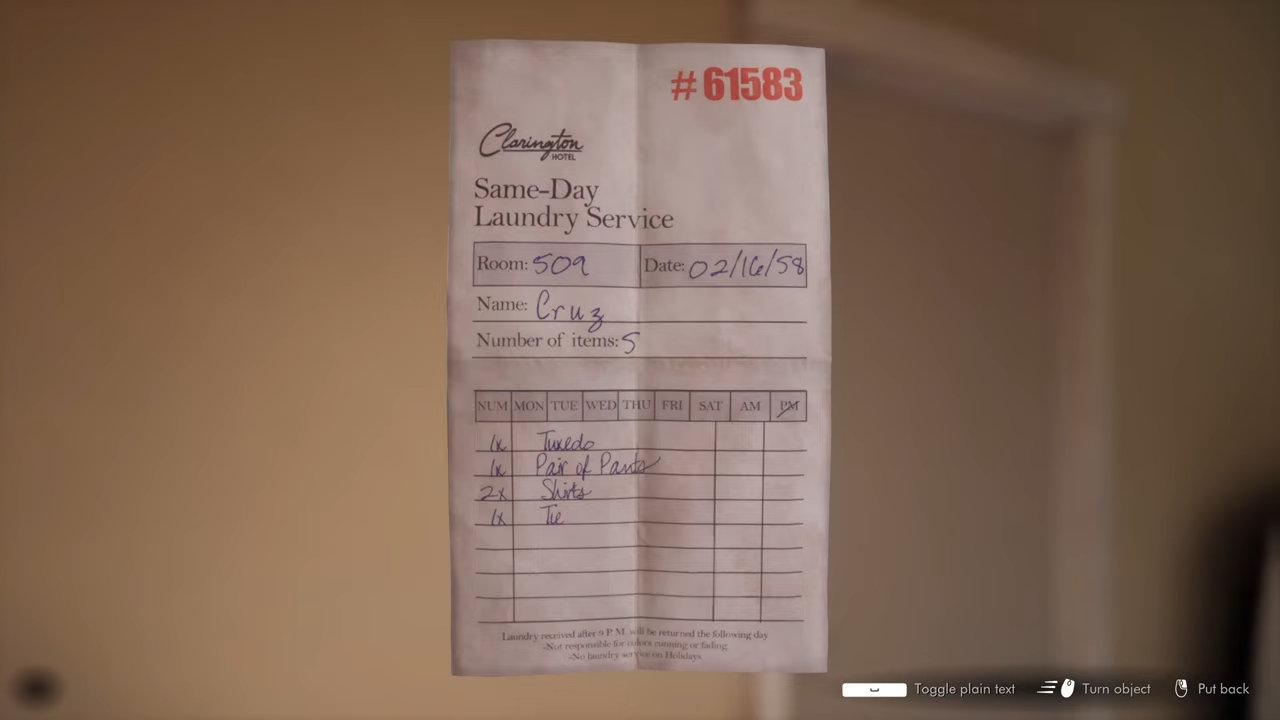 #61583
Clarington
HOTEL
Same-Day
Laundry Service
Room: 509 Date: 02/16/58
Name: Cruz
Number of items: 5
NUM MON TUE WED THU FRI SAT AM PM
1x Tuxedo
1x Pair of Pants
2x Shirts
1x Tie
Laundry received after 9 P.M. will be returned the following day
-Not responsible for colors running or fading
-No laundry service on Holidays
Toggle plain text Turn object Put back